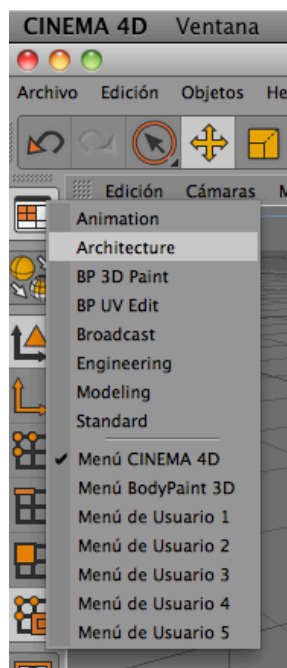 CINEMA 4D Ventana
Archivo Edición Objetos
Edición Cámaras
Animation
Architecture
BP 3D Paint
BP UV Edit
Broadcast
Engineering
Modeling
Standard
Menú CINEMA 4D
Menú BodyPaint 3D
Menú de Usuario 1
Menú de Usuario 2
Menú de Usuario 3
Menú de Usuario 4
Menú de Usuario 5